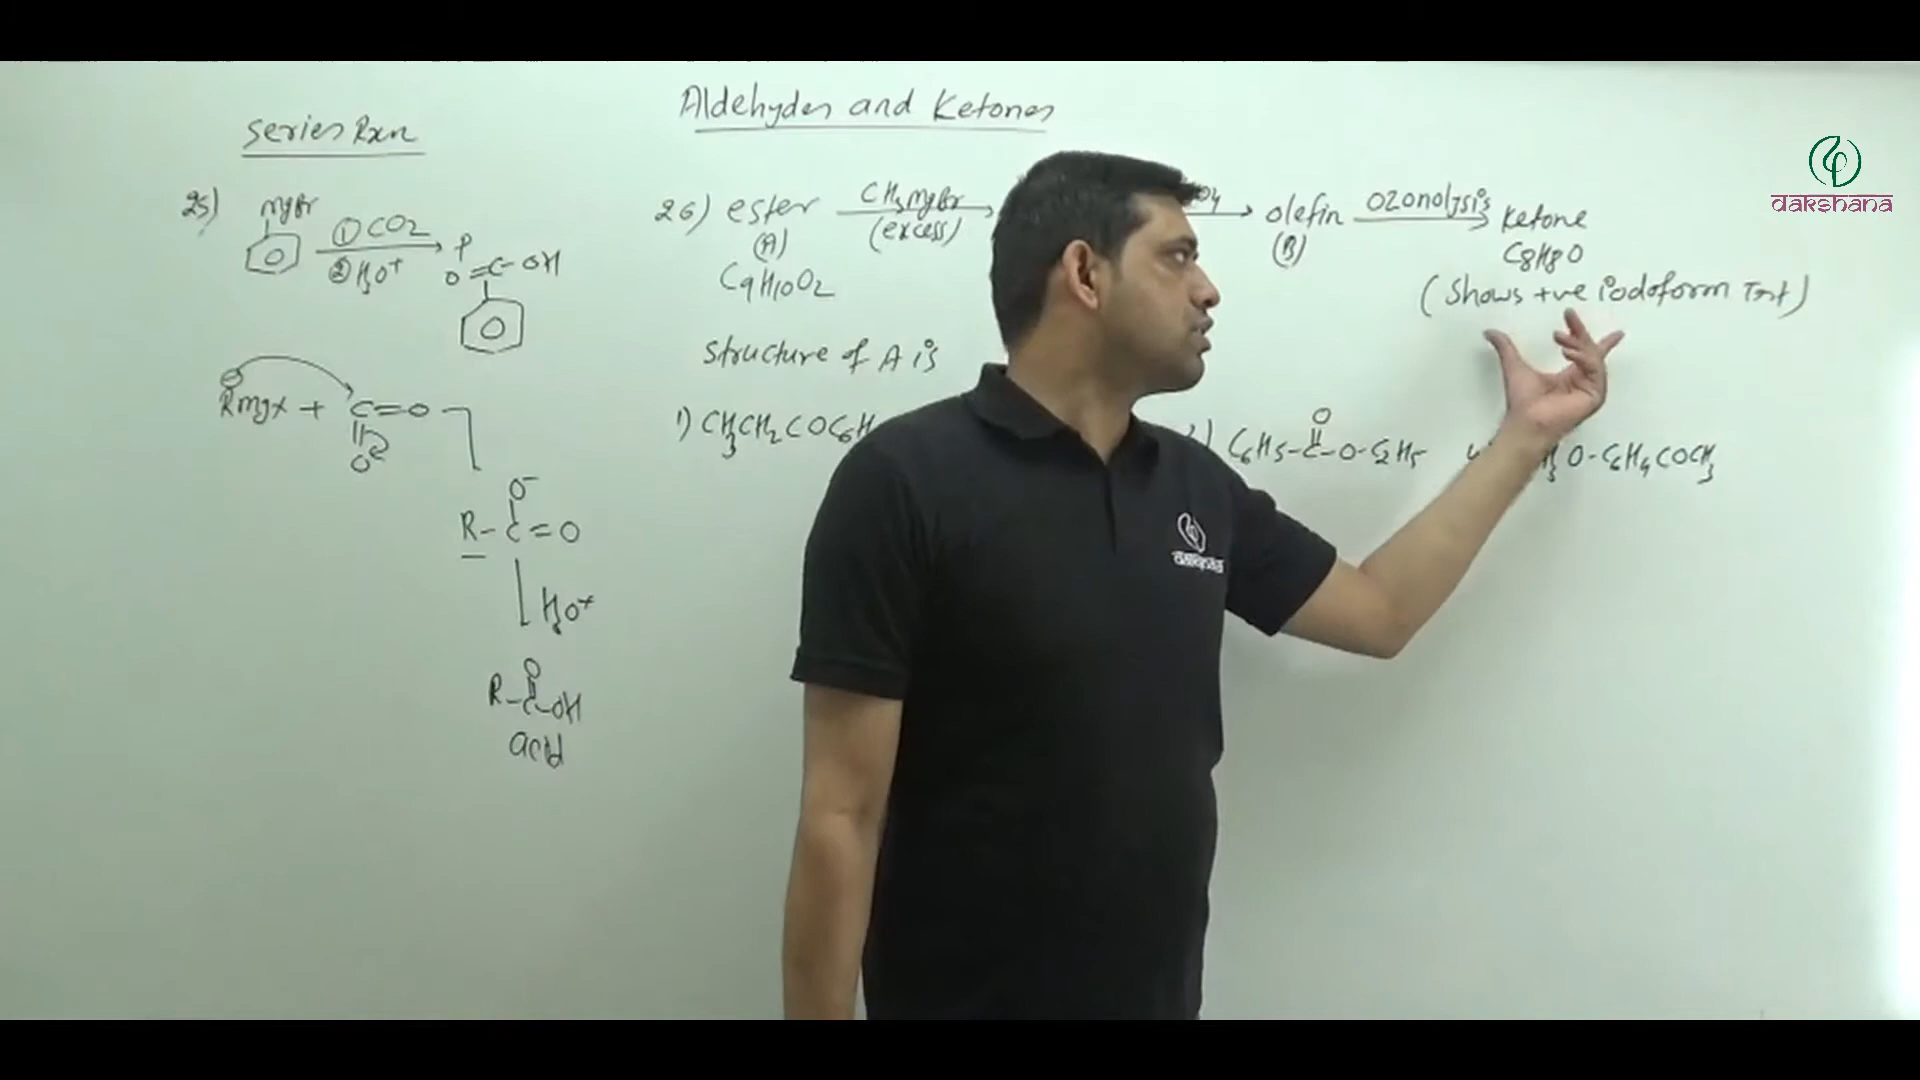 Aldehydes and Ketones
Series Rxn
25) MgBr
① CO2
② H3O+
P
O=C-OH
RMgX + C=O
O
O-
R-C=O
H3O+
O
R-C-OH
acid
26) ester CH3MgBr (excess) olefin ozonolysis ketone
(A) (B) C8H8O
C9H10O2 (Shows +ve iodoform Test)
Structure of A is
1) CH3CH2COC6H
C6H5-C-O-C2H5
O
O-C6H4COCH3
dakshana
dakshana